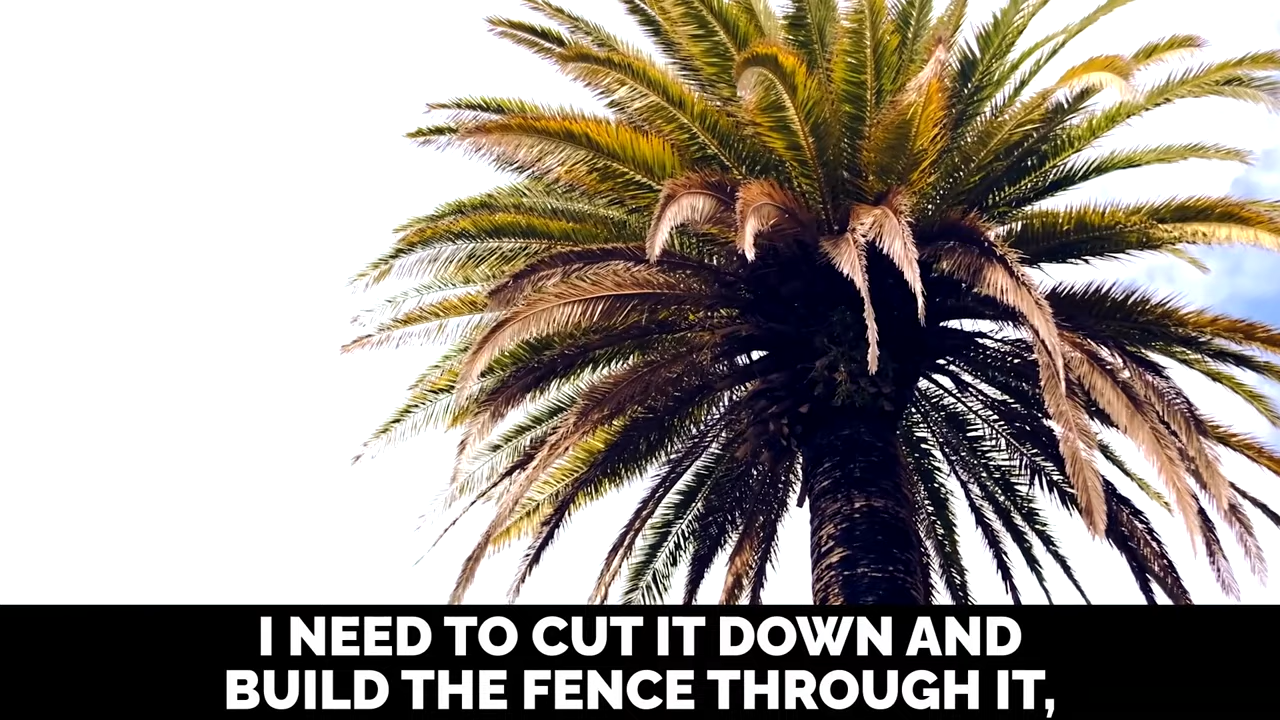 I NEED TO CUT IT DOWN AND
BUILD THE FENCE THROUGH IT,